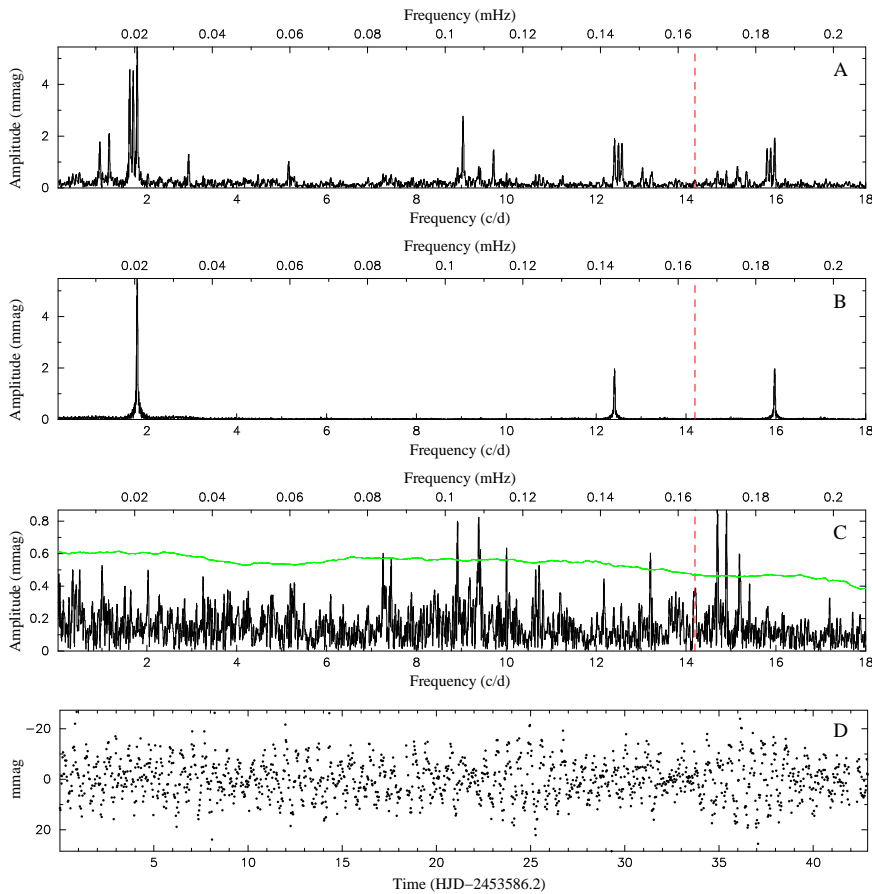 Frequency (mHz)
0.02 0.04 0.06 0.08 0.1 0.12 0.14 0.16 0.18 0.2
A
Amplitude (mmag)
4
2
0
2 4 6 8 10 12 14 16 18
Frequency (c/d)
Frequency (mHz)
0.02 0.04 0.06 0.08 0.1 0.12 0.14 0.16 0.18 0.2
B
Amplitude (mmag)
4
2
0
2 4 6 8 10 12 14 16 18
Frequency (c/d)
Frequency (mHz)
0.02 0.04 0.06 0.08 0.1 0.12 0.14 0.16 0.18 0.2
C
Amplitude (mmag)
0.8
0.6
0.4
0.2
0
2 4 6 8 10 12 14 16 18
Frequency (c/d)
D
mmag
−20
0
20
5 10 15 20 25 30 35 40
Time (HJD−2453586.2)